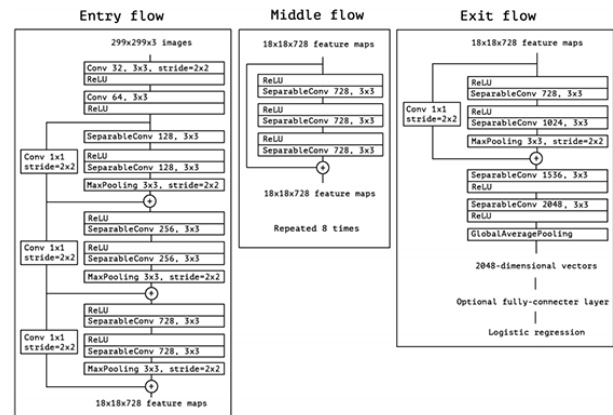 Entry flow
299x299x3 images
Conv 32, 3x3, stride=2x2
ReLU
Conv 64, 3x3
ReLU
SeparableConv 128, 3x3
Conv 1x1
stride=2x2
ReLU
SeparableConv 128, 3x3
MaxPooling 3x3, stride=2x2
+
ReLU
SeparableConv 256, 3x3
Conv 1x1
stride=2x2
ReLU
SeparableConv 256, 3x3
MaxPooling 3x3, stride=2x2
+
ReLU
SeparableConv 728, 3x3
Conv 1x1
stride=2x2
ReLU
SeparableConv 728, 3x3
MaxPooling 3x3, stride=2x2
+
18x18x728 feature maps
Middle flow
18x18x728 feature maps
ReLU
SeparableConv 728, 3x3
ReLU
SeparableConv 728, 3x3
ReLU
SeparableConv 728, 3x3
+
18x18x728 feature maps
Repeated 8 times
Exit flow
18x18x728 feature maps
ReLU
SeparableConv 728, 3x3
Conv 1x1
stride=2x2
ReLU
SeparableConv 1024, 3x3
MaxPooling 3x3, stride=2x2
+
SeparableConv 1536, 3x3
ReLU
SeparableConv 2048, 3x3
ReLU
GlobalAveragePooling
2048-dimensional vectors
Optional fully-connecter layer
Logistic regression